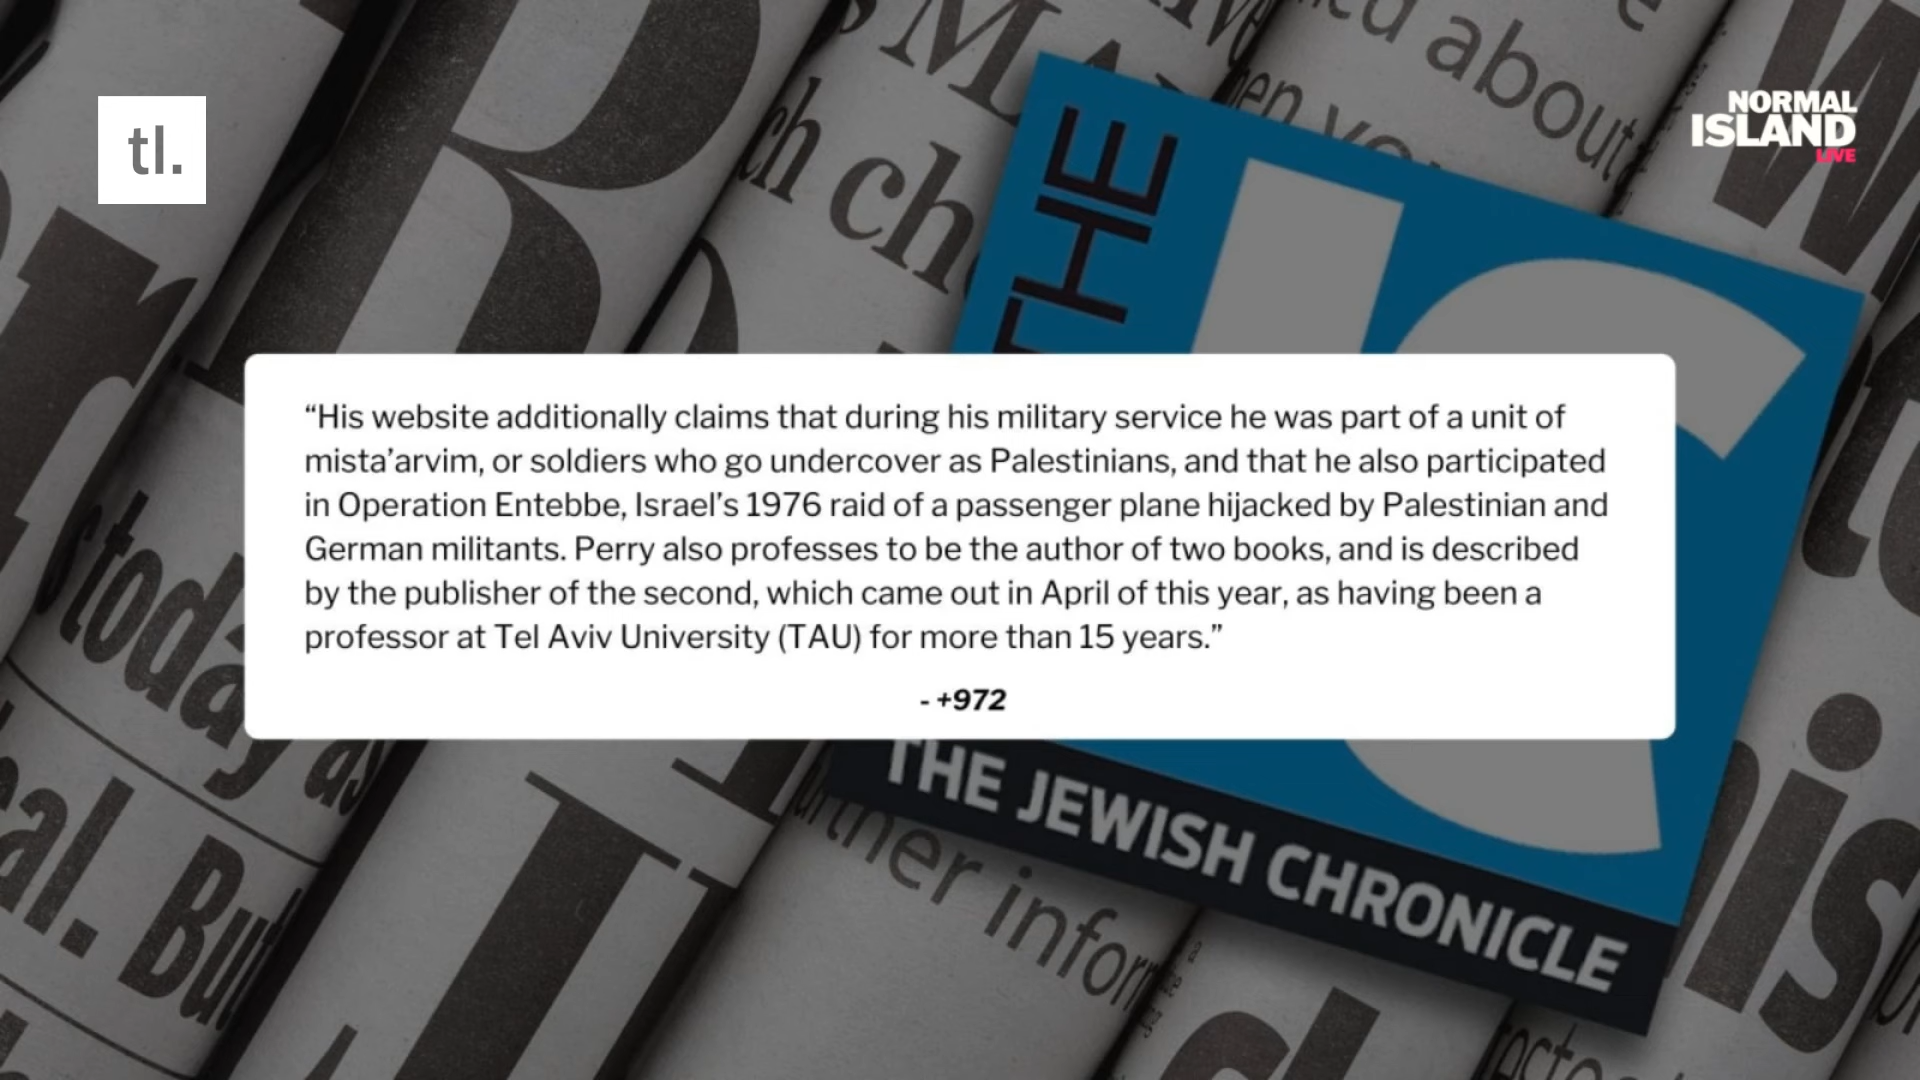 tl.
NORMAL
ISLAND
LIVE
THE
“His website additionally claims that during his military service he was part of a unit of
mista’arvim, or soldiers who go undercover as Palestinians, and that he also participated
in Operation Entebbe, Israel’s 1976 raid of a passenger plane hijacked by Palestinian and
German militants. Perry also professes to be the author of two books, and is described
by the publisher of the second, which came out in April of this year, as having been a
professor at Tel Aviv University (TAU) for more than 15 years.”
- +972
THE JEWISH CHRONICLE
about
today
But